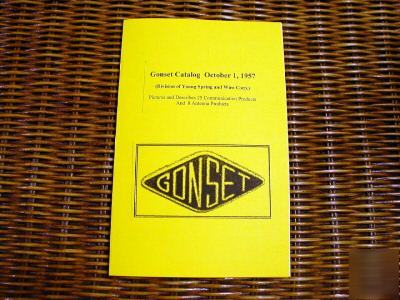 Gonset Catalog October 1, 1957
(Division of Young Spring and Wire Corp.)
Pictures and Describes 25 Communication Products
And 8 Antenna Products
GONSET